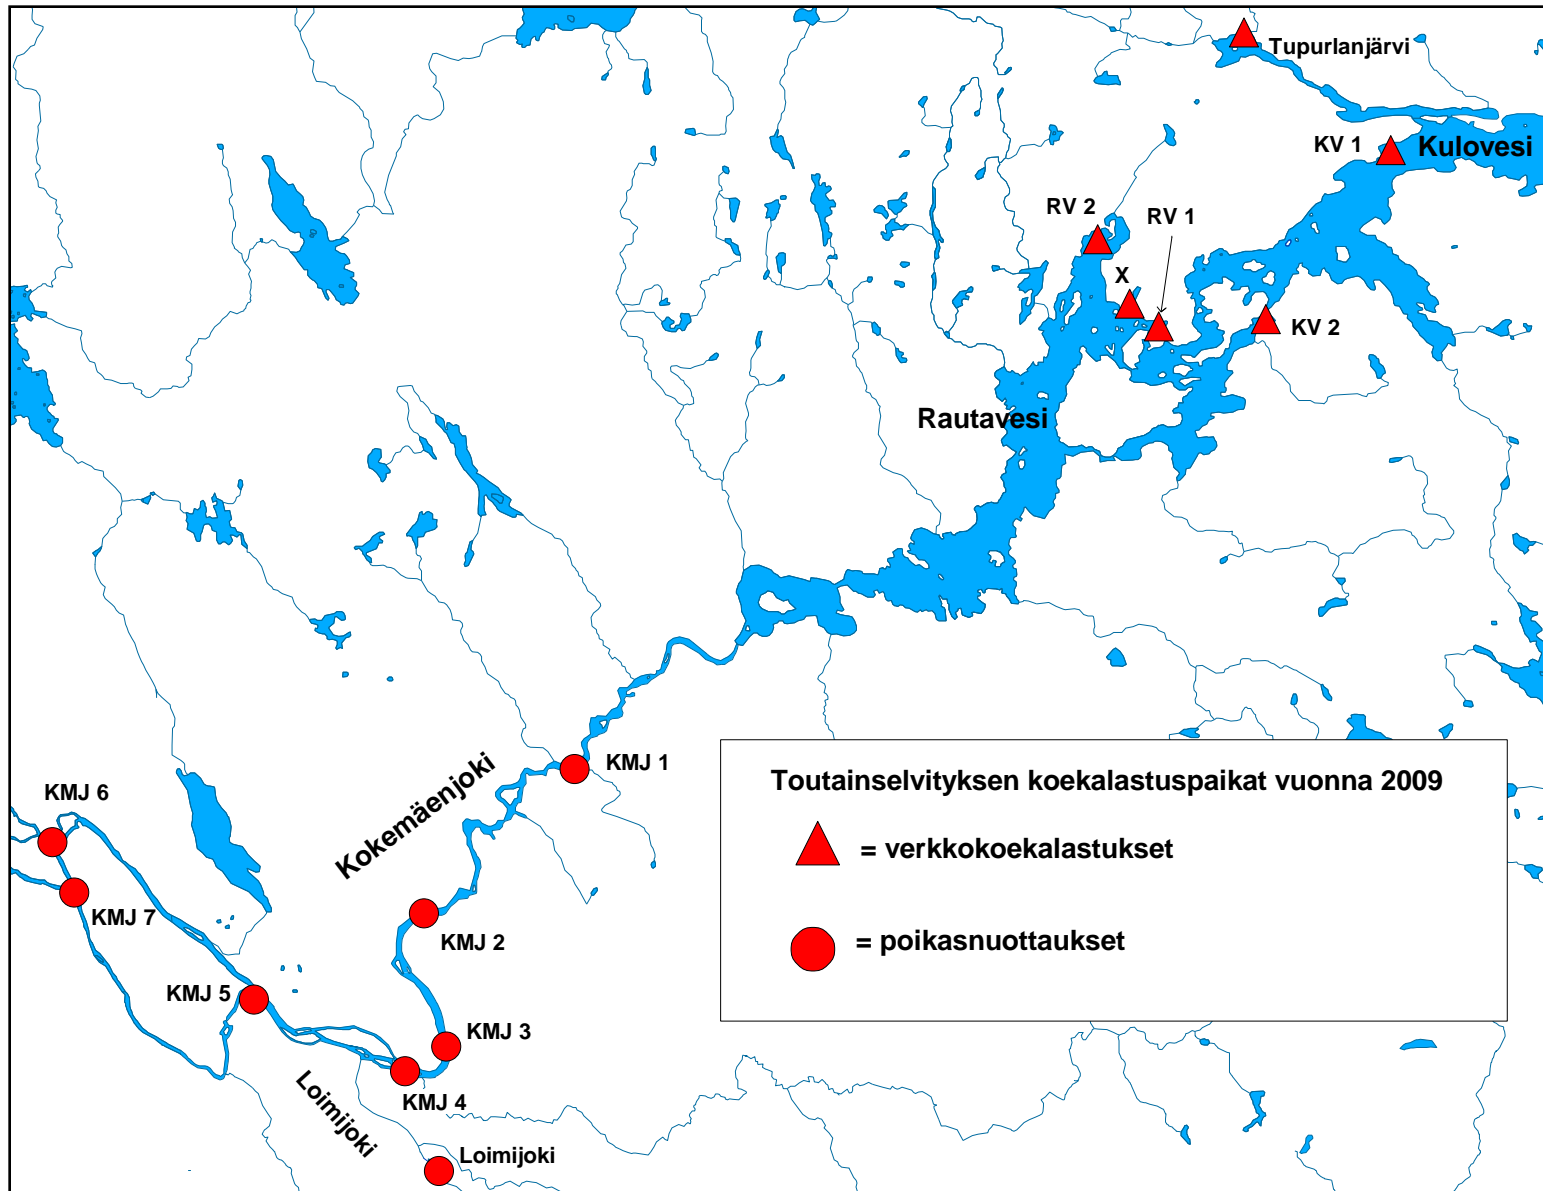 Tupurlanjärvi
KV 1
Kulovesi
RV 2
RV 1
X
KV 2
Rautavesi
Kokemäenjoki
KMJ 1
Toutainselvityksen koekalastuspaikat vuonna 2009
= verkkokoekalastukset
= poikasnuottaukset
KMJ 6
KMJ 7
KMJ 2
KMJ 5
KMJ 3
KMJ 4
Loimijoki
Loimijoki